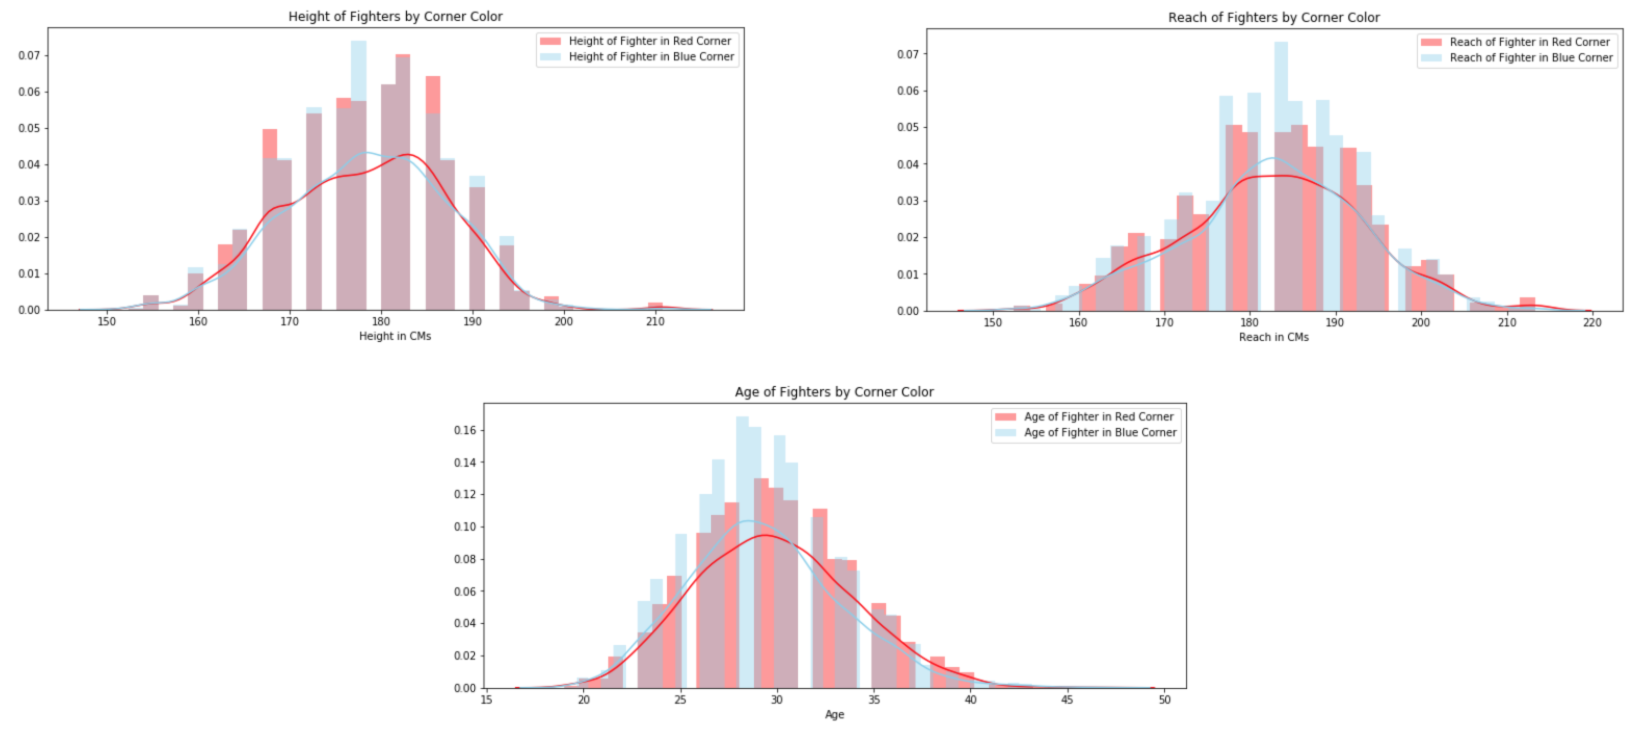 Height of Fighters by Corner Color
Height of Fighter in Red Corner
Height of Fighter in Blue Corner
0.07
0.06
0.05
0.04
0.03
0.02
0.01
0.00
150 160 170 180 190 200 210
Height in CMs
Reach of Fighters by Corner Color
Reach of Fighter in Red Corner
Reach of Fighter in Blue Corner
0.07
0.06
0.05
0.04
0.03
0.02
0.01
0.00
150 160 170 180 190 200 210 220
Reach in CMs
Age of Fighters by Corner Color
Age of Fighter in Red Corner
Age of Fighter in Blue Corner
0.16
0.14
0.12
0.10
0.08
0.06
0.04
0.02
0.00
15 20 25 30 35 40 45 50
Age